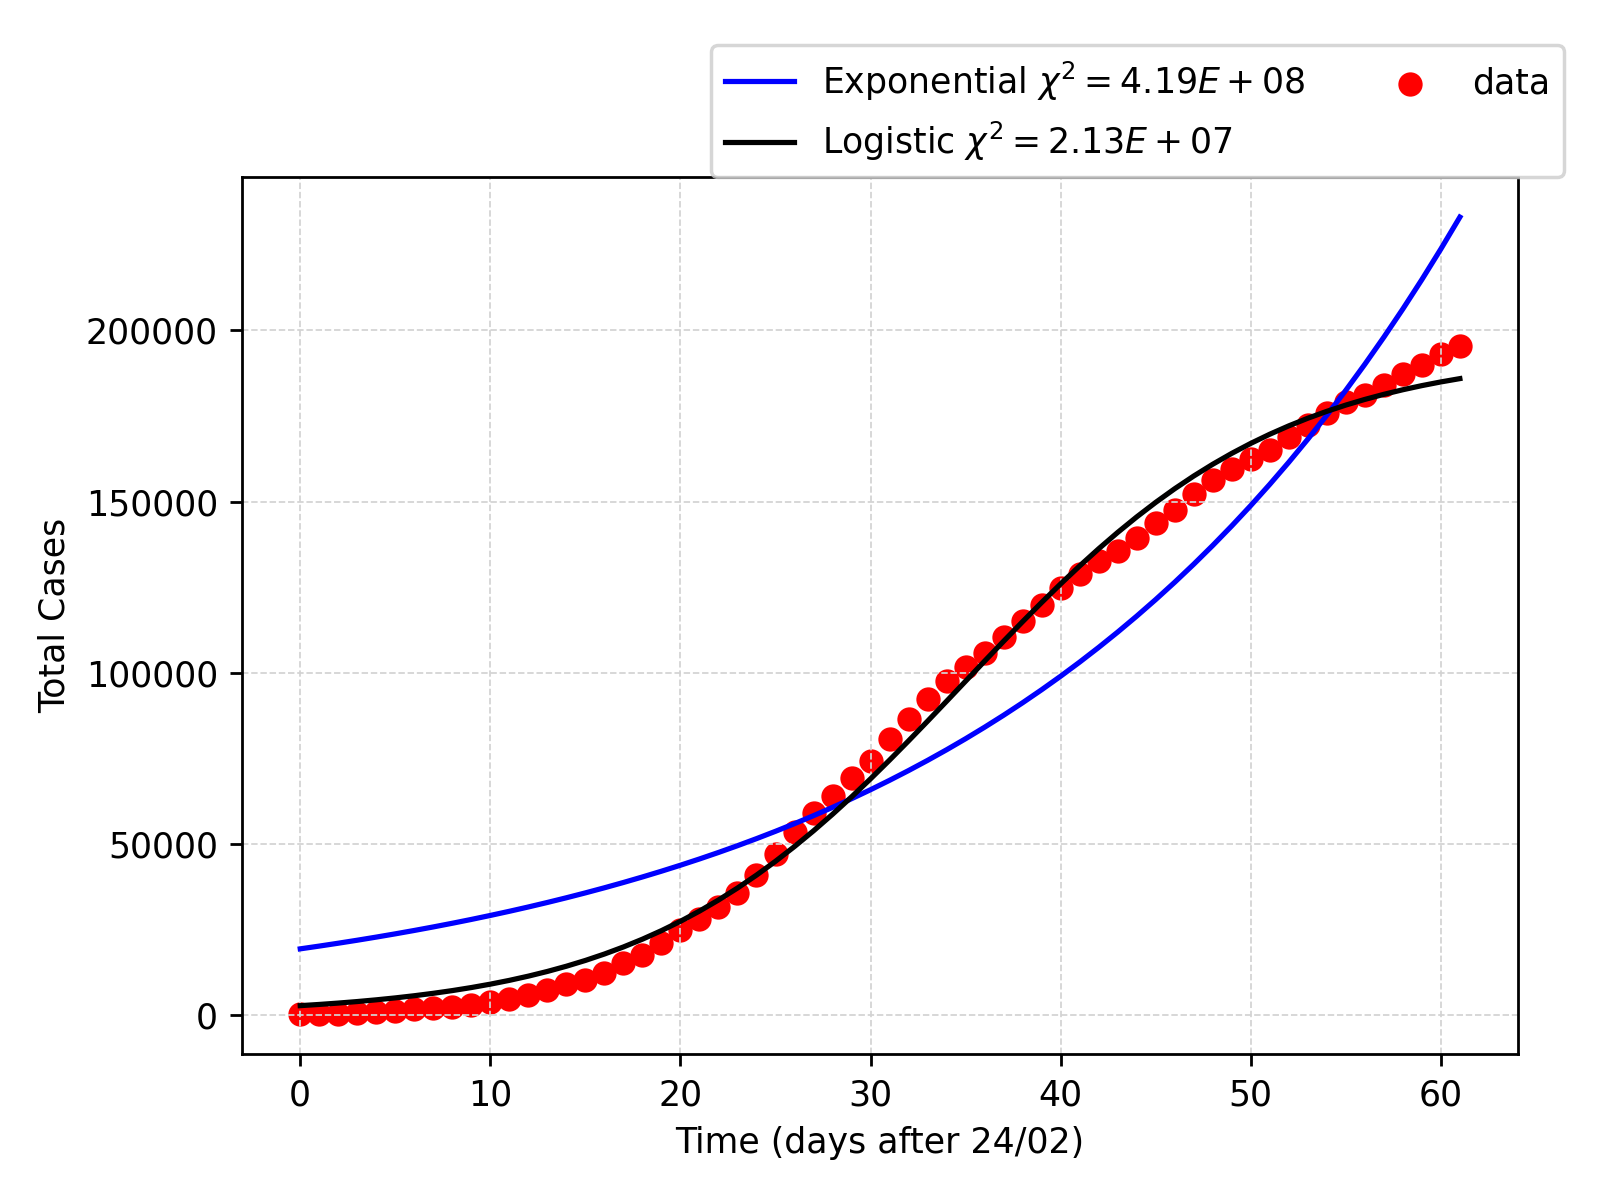 Exponential χ² = 4.19E + 08
data
Logistic χ² = 2.13E + 07
200000
150000
100000
50000
0
Total Cases
0 10 20 30 40 50 60
Time (days after 24/02)